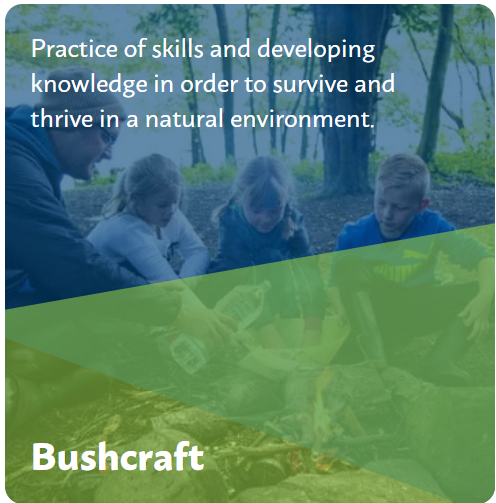 Practice of skills and developing
knowledge in order to survive and
thrive in a natural environment.
Bushcraft